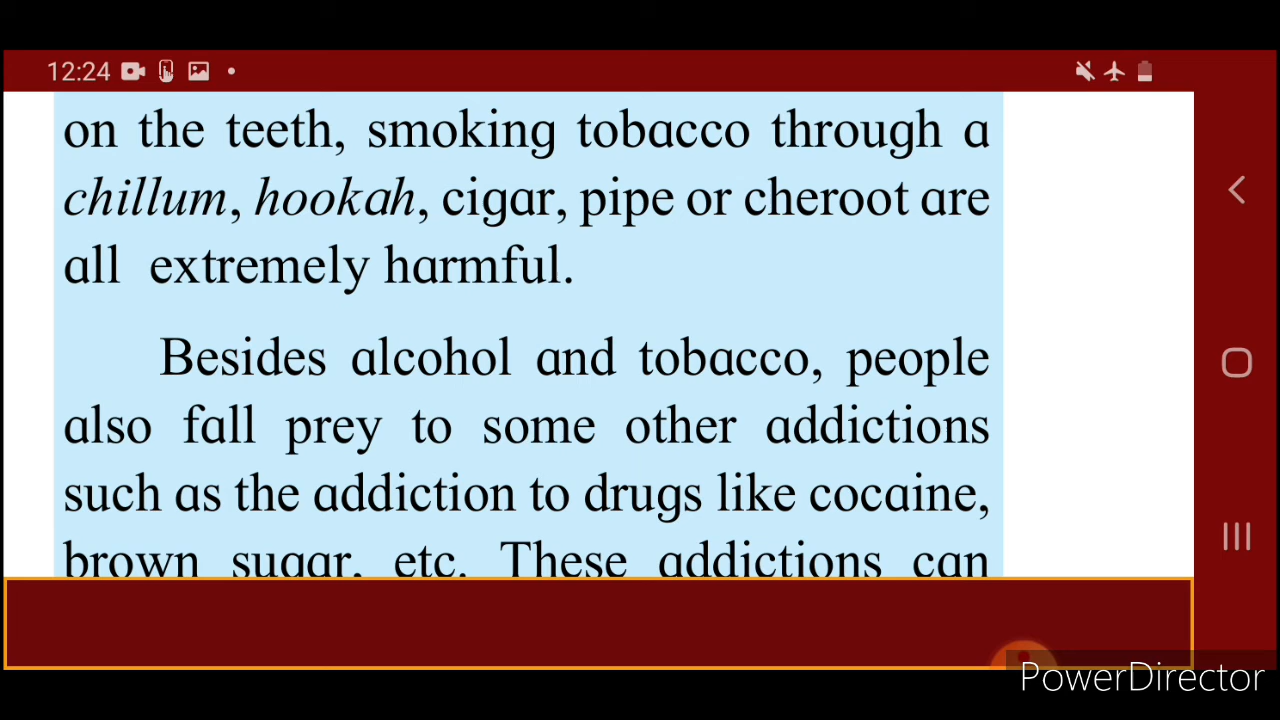 12:24
on the teeth, smoking tobacco through a
chillum, hookah, cigar, pipe or cheroot are
all extremely harmful.
Besides alcohol and tobacco, people
also fall prey to some other addictions
such as the addiction to drugs like cocaine,
brown sugar, etc. These addictions can
PowerDirector